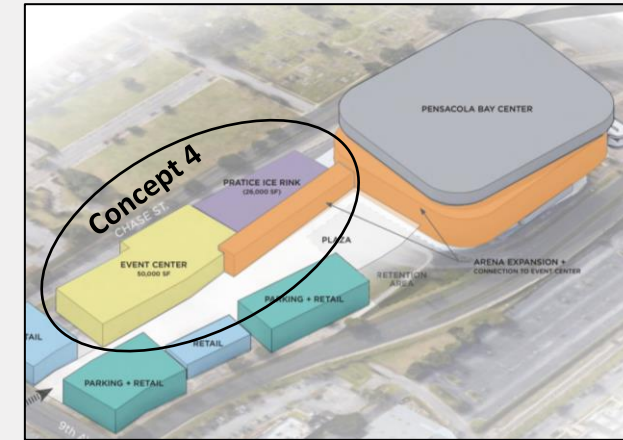 PENSACOLA BAY CENTER
Concept 4
PRATICE ICE RINK
(26,000 SF)
CHASE ST.
PLAZA
EVENT CENTER
50,000 SF
ARENA EXPANSION +
CONNECTION TO EVENT CENTER
RETENTION
AREA
PARKING + RETAIL
TAIL
RETAIL
PARKING + RETAIL
9th A